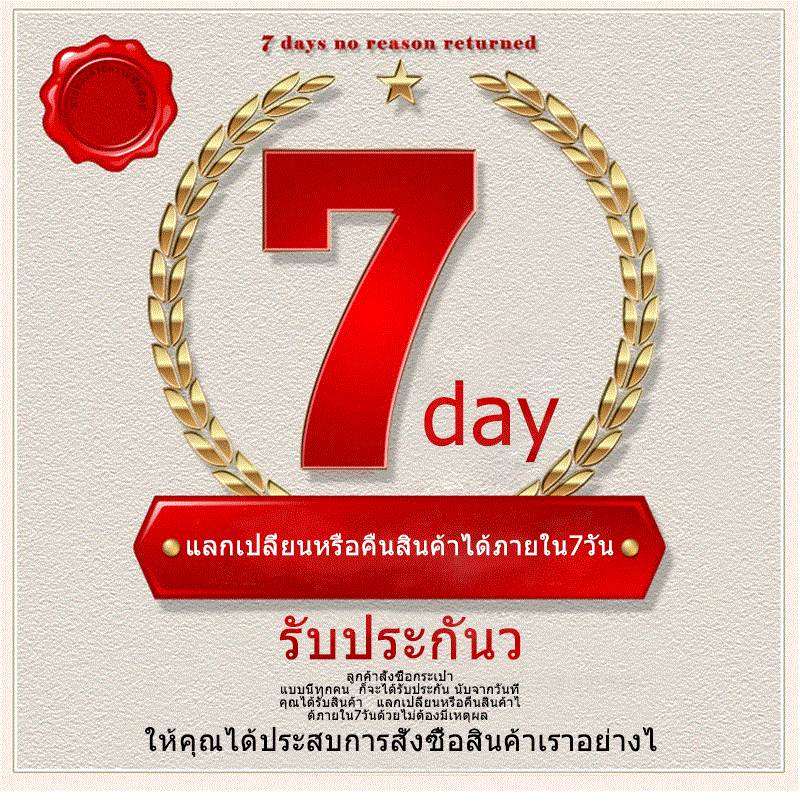 7 days no reason returned
7
day
แลกเปลี่ยนหรือคืนสินค้าได้ภายใน7วัน
รับประกันว
ลูกค้าสั่งซื้อกระเป๋า
แบบนี้ทุกคน ก็จะได้รับประกัน นับจากวันที่
คุณได้รับสินค้า แลกเปลี่ยนหรือคืนสินค้าไ
ด้ภายใน7วันด้วยไม่ต้องมีเหตุผล
ให้คุณได้ประสบการสั่งซื้อสินค้าเราอย่างไ